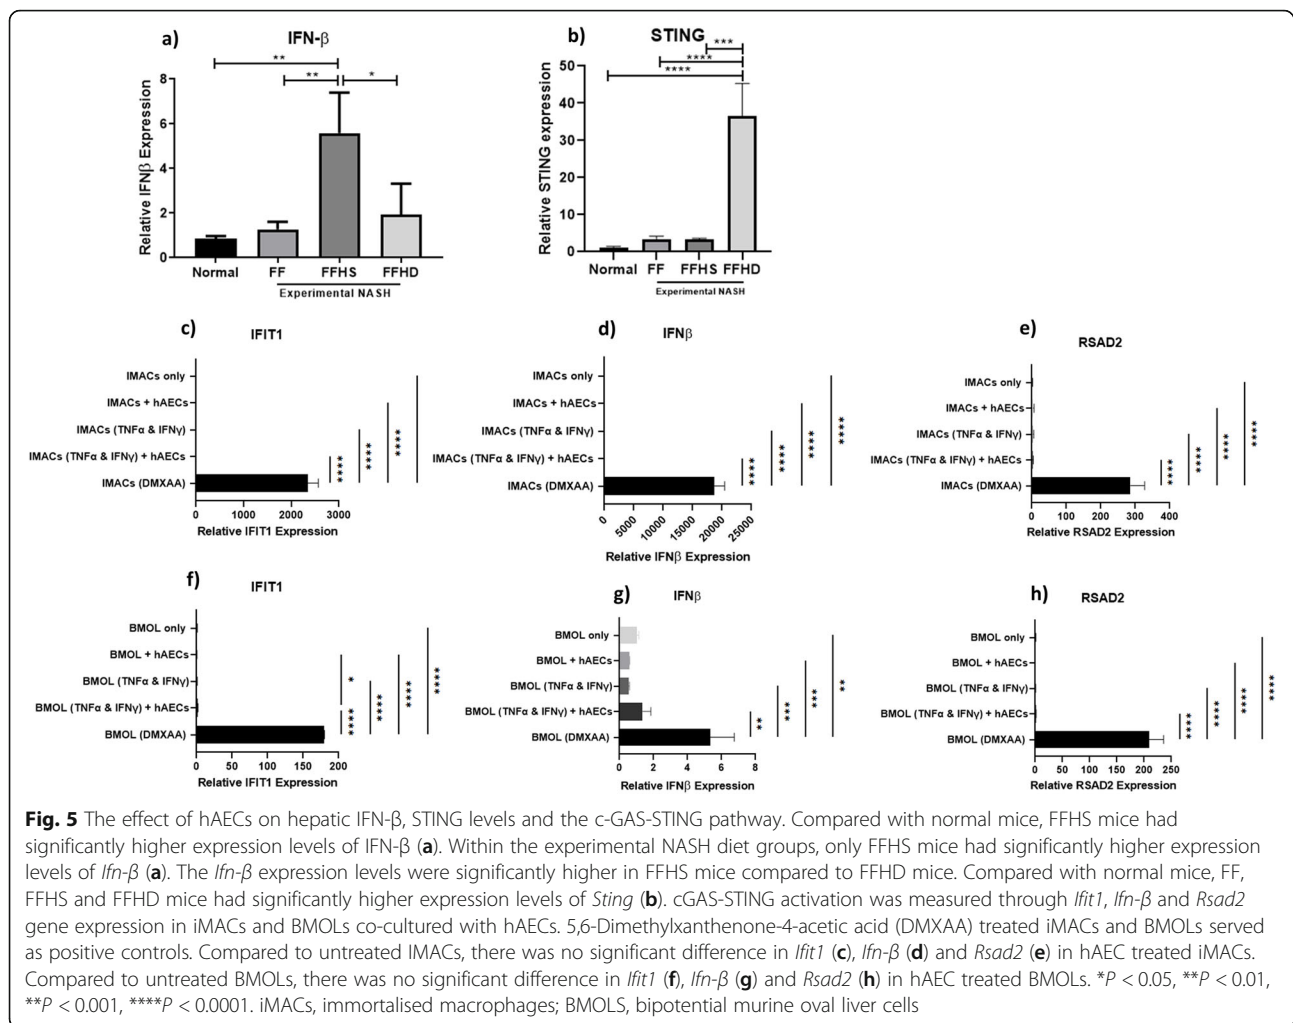 a) IFN-β
**
** *
Relative IFNβ Expression
8
6
4
2
0
Normal FF FFHS FFHD
Experimental NASH
b) STING
***
****
****
Relative STING expression
50
40
30
20
10
0
Normal FF FFHS FFHD
Experimental NASH
c) IFIT1
IMACs only
IMACs + hAECs
IMACs (TNFα & IFNγ)
IMACs (TNFα & IFNγ) + hAECs
IMACs (DMXAA)
**** **** **** ****
0 1000 2000 3000
Relative IFIT1 Expression
d) IFNβ
IMACs only
IMACs + hAECs
IMACs (TNFα & IFNγ)
IMACs (TNFα & IFNγ) + hAECs
IMACs (DMXAA)
**** **** **** ****
0 5000 10000 15000 20000 25000
Relative IFNβ Expression
e) RSAD2
IMACs only
IMACs + hAECs
IMACs (TNFα & IFNγ)
IMACs (TNFα & IFNγ) + hAECs
IMACs (DMXAA)
**** **** **** ****
0 100 200 300 400
Relative RSAD2 Expression
f) IFIT1
BMOL only
BMOL + hAECs
BMOL (TNFα & IFNγ)
BMOL (TNFα & IFNγ) + hAECs
BMOL (DMXAA)
*
**** **** **** ****
0 50 100 150 200
Relative IFIT1 Expression
g) IFNβ
BMOL only
BMOL + hAECs
BMOL (TNFα & IFNγ)
BMOL (TNFα & IFNγ) + hAECs
BMOL (DMXAA)
** *** *** **
0 2 4 6 8
Relative IFNβ Expression
h) RSAD2
BMOL only
BMOL + hAECs
BMOL (TNFα & IFNγ)
BMOL (TNFα & IFNγ) + hAECs
BMOL (DMXAA)
**** **** **** ****
0 50 100 150 200 250
Relative RSAD2 Expression
Fig. 5 The effect of hAECs on hepatic IFN-β, STING levels and the c-GAS-STING pathway. Compared with normal mice, FFHS mice had
significantly higher expression levels of IFN-β (a). Within the experimental NASH diet groups, only FFHS mice had significantly higher expression
levels of Ifn-β (a). The Ifn-β expression levels were significantly higher in FFHS mice compared to FFHD mice. Compared with normal mice, FF,
FFHS and FFHD mice had significantly higher expression levels of Sting (b). cGAS-STING activation was measured through Ifit1, Ifn-β and Rsad2
gene expression in iMACs and BMOLs co-cultured with hAECs. 5,6-Dimethylxanthenone-4-acetic acid (DMXAA) treated iMACs and BMOLs served
as positive controls. Compared to untreated IMACs, there was no significant difference in Ifit1 (c), Ifn-β (d) and Rsad2 (e) in hAEC treated iMACs.
Compared to untreated BMOLs, there was no significant difference in Ifit1 (f), Ifn-β (g) and Rsad2 (h) in hAEC treated BMOLs. *P < 0.05, **P < 0.01,
**P < 0.001, ****P < 0.0001. iMACs, immortalised macrophages; BMOLS, bipotential murine oval liver cells